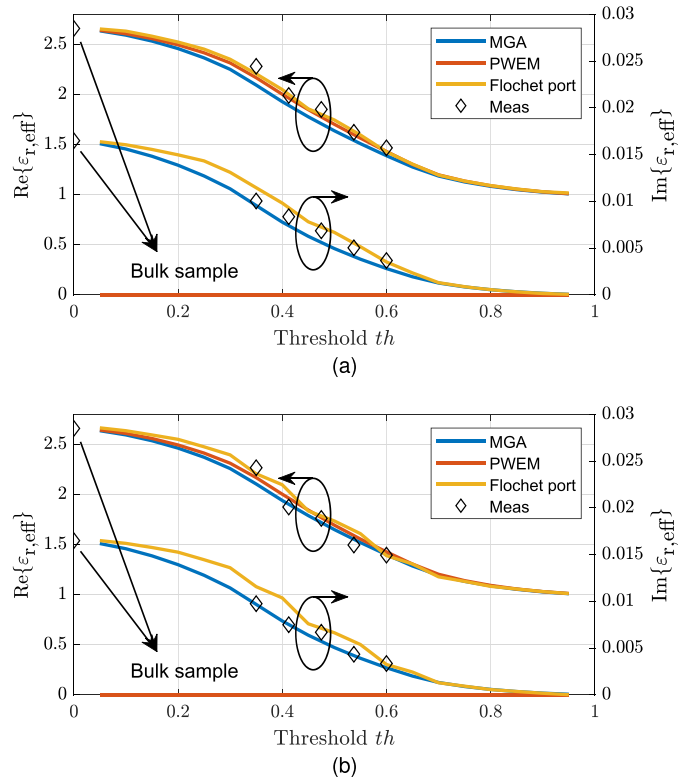 0.03
2.5
0.025
2
0.02
1.5
0.015
1
0.01
0.5
0.005
0
0
0
0.2
0.4
0.6
0.8
1
Re{εr,eff}
Im{εr,eff}
MGA
PWEM
Flochet port
Meas
Bulk sample
Threshold th
(a)
0.03
2.5
0.025
2
0.02
1.5
0.015
1
0.01
0.5
0.005
0
0
0
0.2
0.4
0.6
0.8
1
Re{εr,eff}
Im{εr,eff}
MGA
PWEM
Flochet port
Meas
Bulk sample
Threshold th
(b)